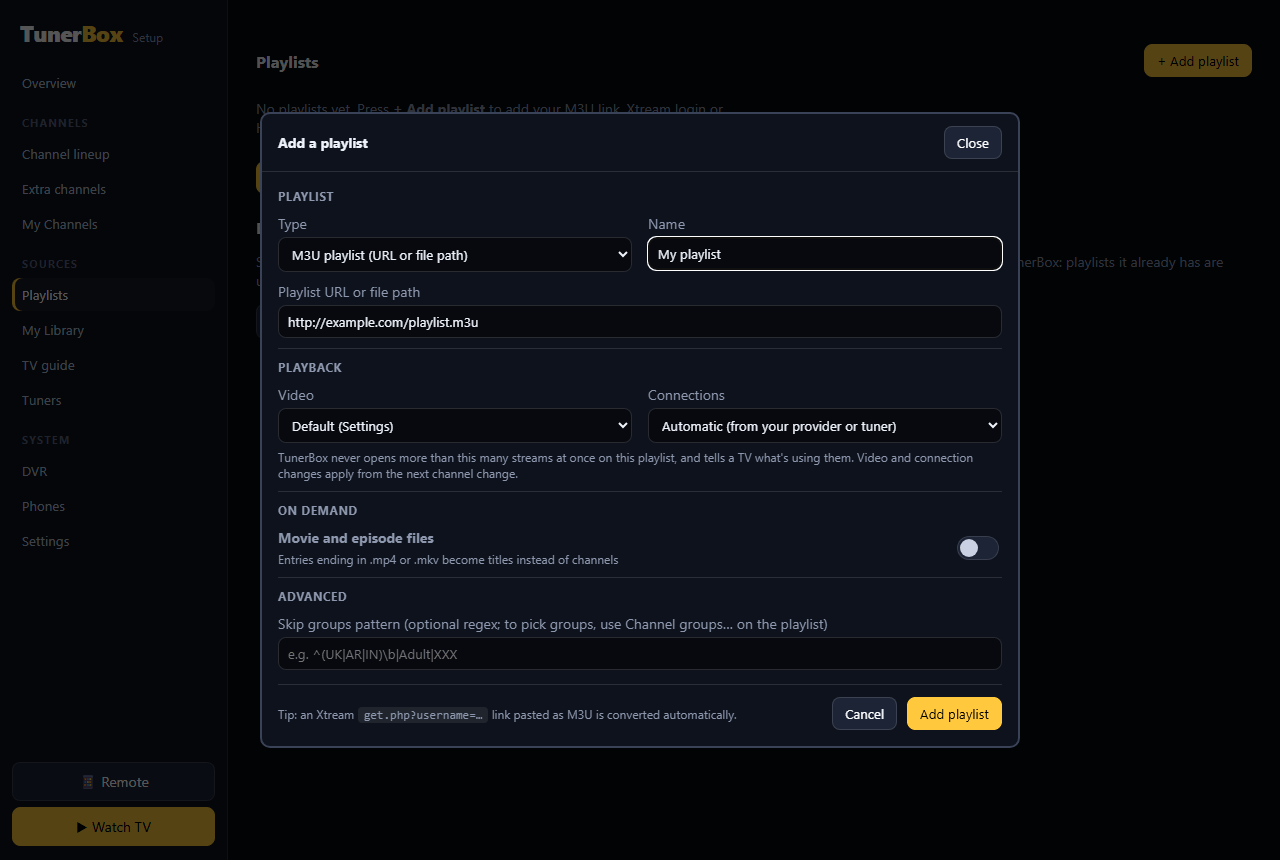 TunerBox Setup
Overview
CHANNELS
Channel lineup
Extra channels
My Channels
SOURCES
Playlists
My Library
TV guide
Tuners
SYSTEM
DVR
Phones
Settings
Remote
▶ Watch TV
Playlists
+ Add playlist
No playlists yet. Press + Add playlist to add your M3U link, Xtream login or
nerBox: playlists it already has are
Add a playlist
Close
PLAYLIST
Type
Name
M3U playlist (URL or file path)
My playlist
Playlist URL or file path
http://example.com/playlist.m3u
PLAYBACK
Video
Connections
Default (Settings)
Automatic (from your provider or tuner)
TunerBox never opens more than this many streams at once on this playlist, and tells a TV what's using them. Video and connection
changes apply from the next channel change.
ON DEMAND
Movie and episode files
Entries ending in .mp4 or .mkv become titles instead of channels
ADVANCED
Skip groups pattern (optional regex; to pick groups, use Channel groups... on the playlist)
e.g. ^(UK|AR|IN)\b|Adult|XXX
Tip: an Xtream get.php?username=… link pasted as M3U is converted automatically.
Cancel
Add playlist